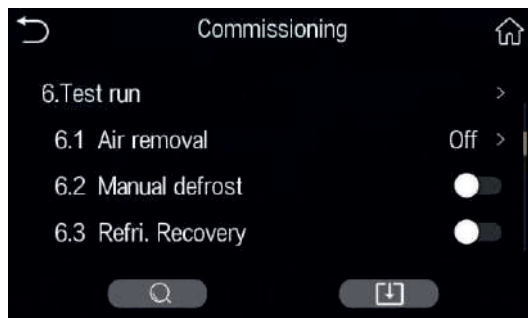 Commissioning
6.Test run >
6.1 Air removal Off >
6.2 Manual defrost
6.3 Refri. Recovery